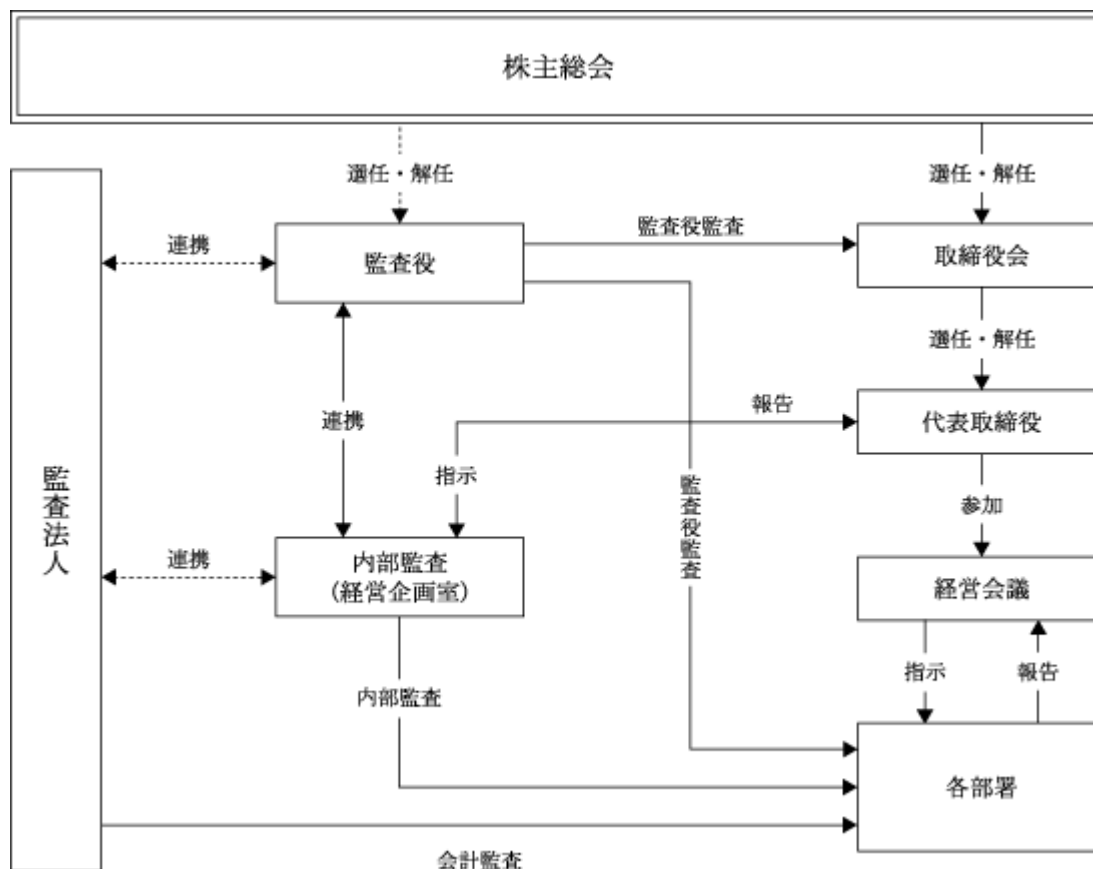 株主総会
選任・解任
選任・解任
連携
監査役
監査役監査
取締役会
選任・解任
報告
代表取締役
連携
指示
監査役監査
参加
監査法人
連携
内部監査
(経営企画室)
経営会議
指示
報告
内部監査
各部署
会計監査